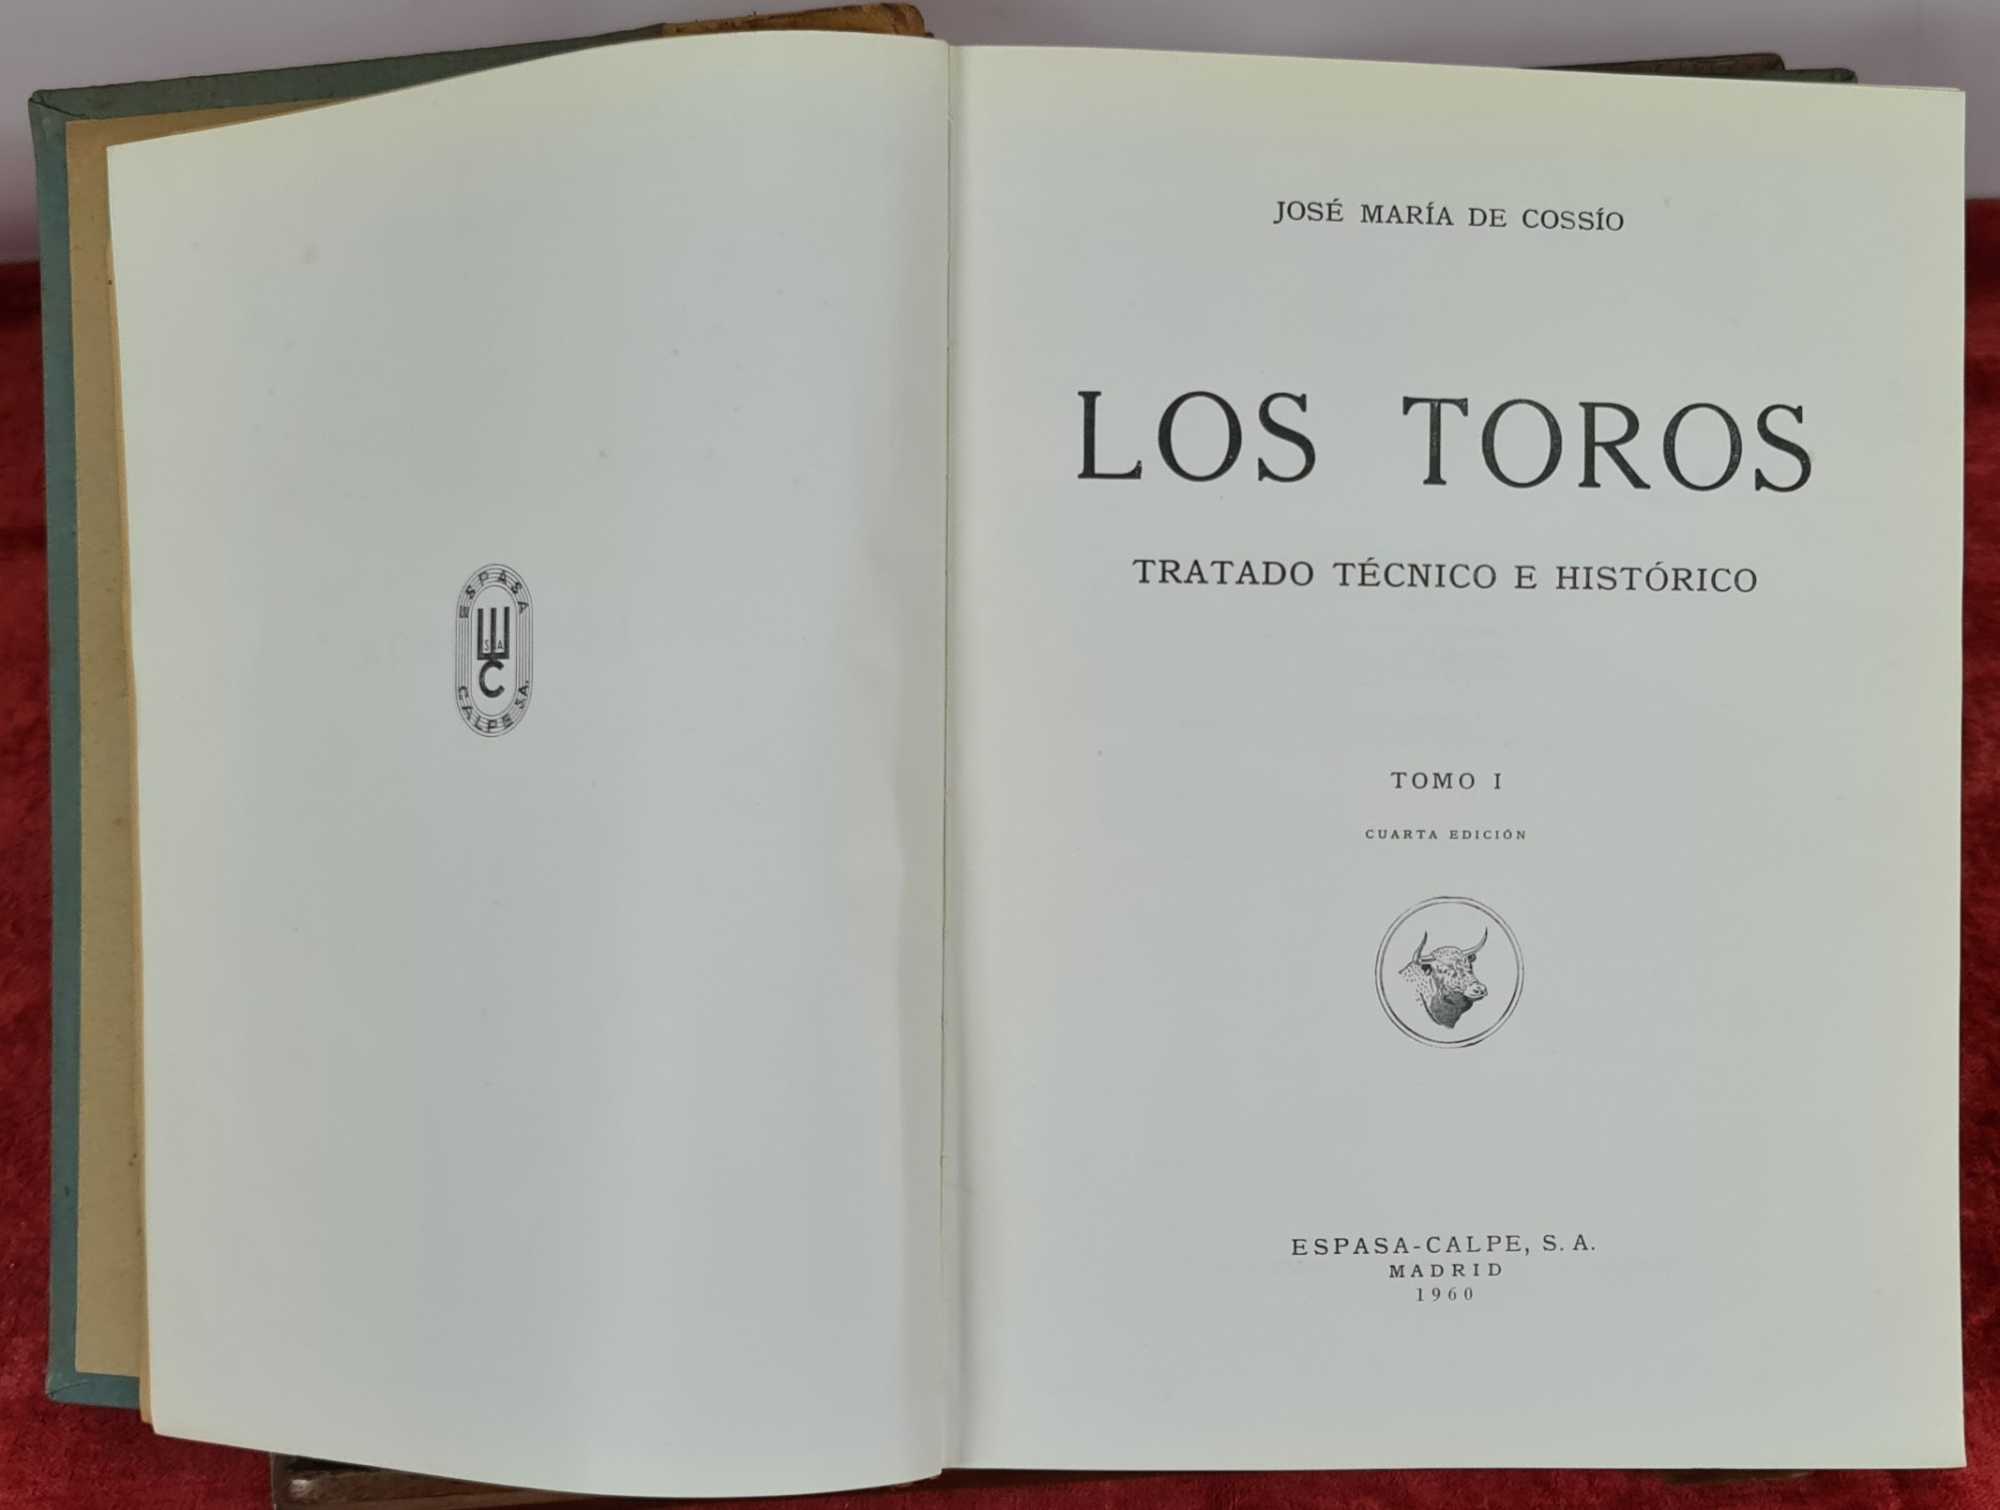 ESPASA
E
S A
C
CALPE S.A.
JOSÉ MARÍA DE COSSÍO
LOS TOROS
TRATADO TÉCNICO E HISTÓRICO
TOMO I
CUARTA EDICIÓN
ESPASA-CALPE, S. A.
MADRID
1960